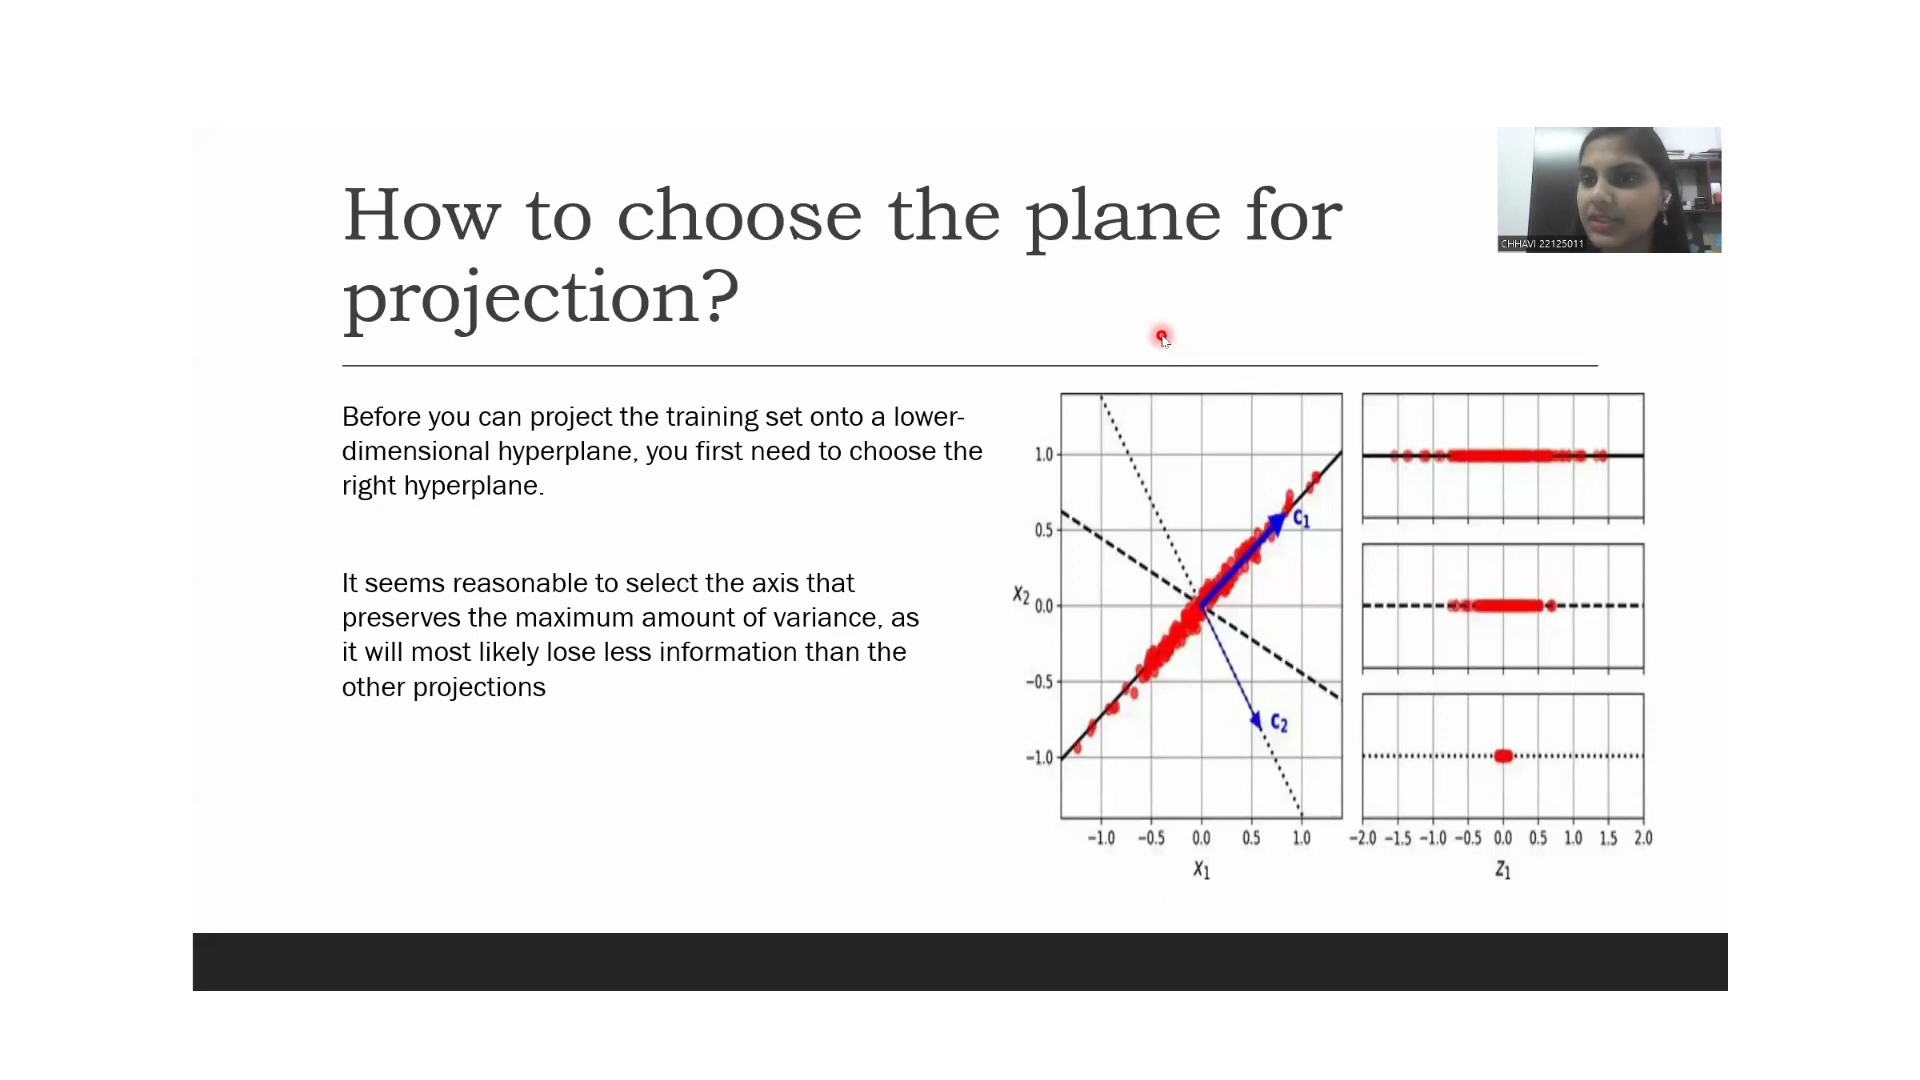 How to choose the plane for
projection?
CHHAVI 22125011
Before you can project the training set onto a lower-
dimensional hyperplane, you first need to choose the
right hyperplane.
It seems reasonable to select the axis that
preserves the maximum amount of variance, as
it will most likely lose less information than the
other projections
1.0
0.5
x2 0.0
−0.5
−1.0
c1
c2
−1.0 −0.5 0.0 0.5 1.0
x1
−2.0 −1.5 −1.0 −0.5 0.0 0.5 1.0 1.5 2.0
z1